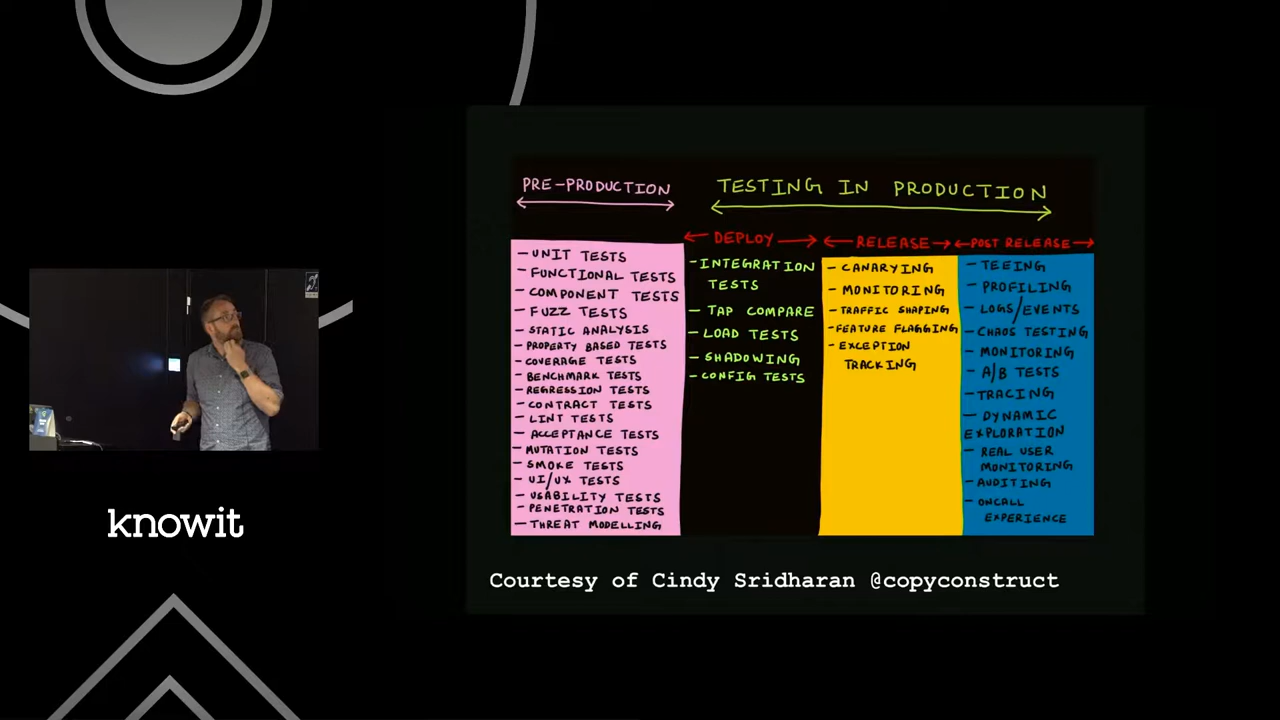 PRE-PRODUCTION
TESTING IN PRODUCTION
DEPLOY
RELEASE
POST RELEASE
- UNIT TESTS
- FUNCTIONAL TESTS
- COMPONENT TESTS
- FUZZ TESTS
- STATIC ANALYSIS
- PROPERTY BASED TESTS
- COVERAGE TESTS
- BENCHMARK TESTS
- REGRESSION TESTS
- CONTRACT TESTS
- LINT TESTS
- ACCEPTANCE TESTS
- MUTATION TESTS
- SMOKE TESTS
- UI/UX TESTS
- USABILITY TESTS
- PENETRATION TESTS
- THREAT MODELLING
- INTEGRATION
TESTS
- TAP COMPARE
- LOAD TESTS
- SHADOWING
- CONFIG TESTS
- CANARYING
- MONITORING
- TRAFFIC SHAPING
- FEATURE FLAGGING
- EXCEPTION
TRACKING
- TEEING
- PROFILING
- LOGS/EVENTS
- CHAOS TESTING
- MONITORING
- A/B TESTS
- TRACING
- DYNAMIC
EXPLORATION
- REAL USER
MONITORING
- AUDITING
- ONCALL
EXPERIENCE
Courtesy of Cindy Sridharan @copyconstruct
knowit